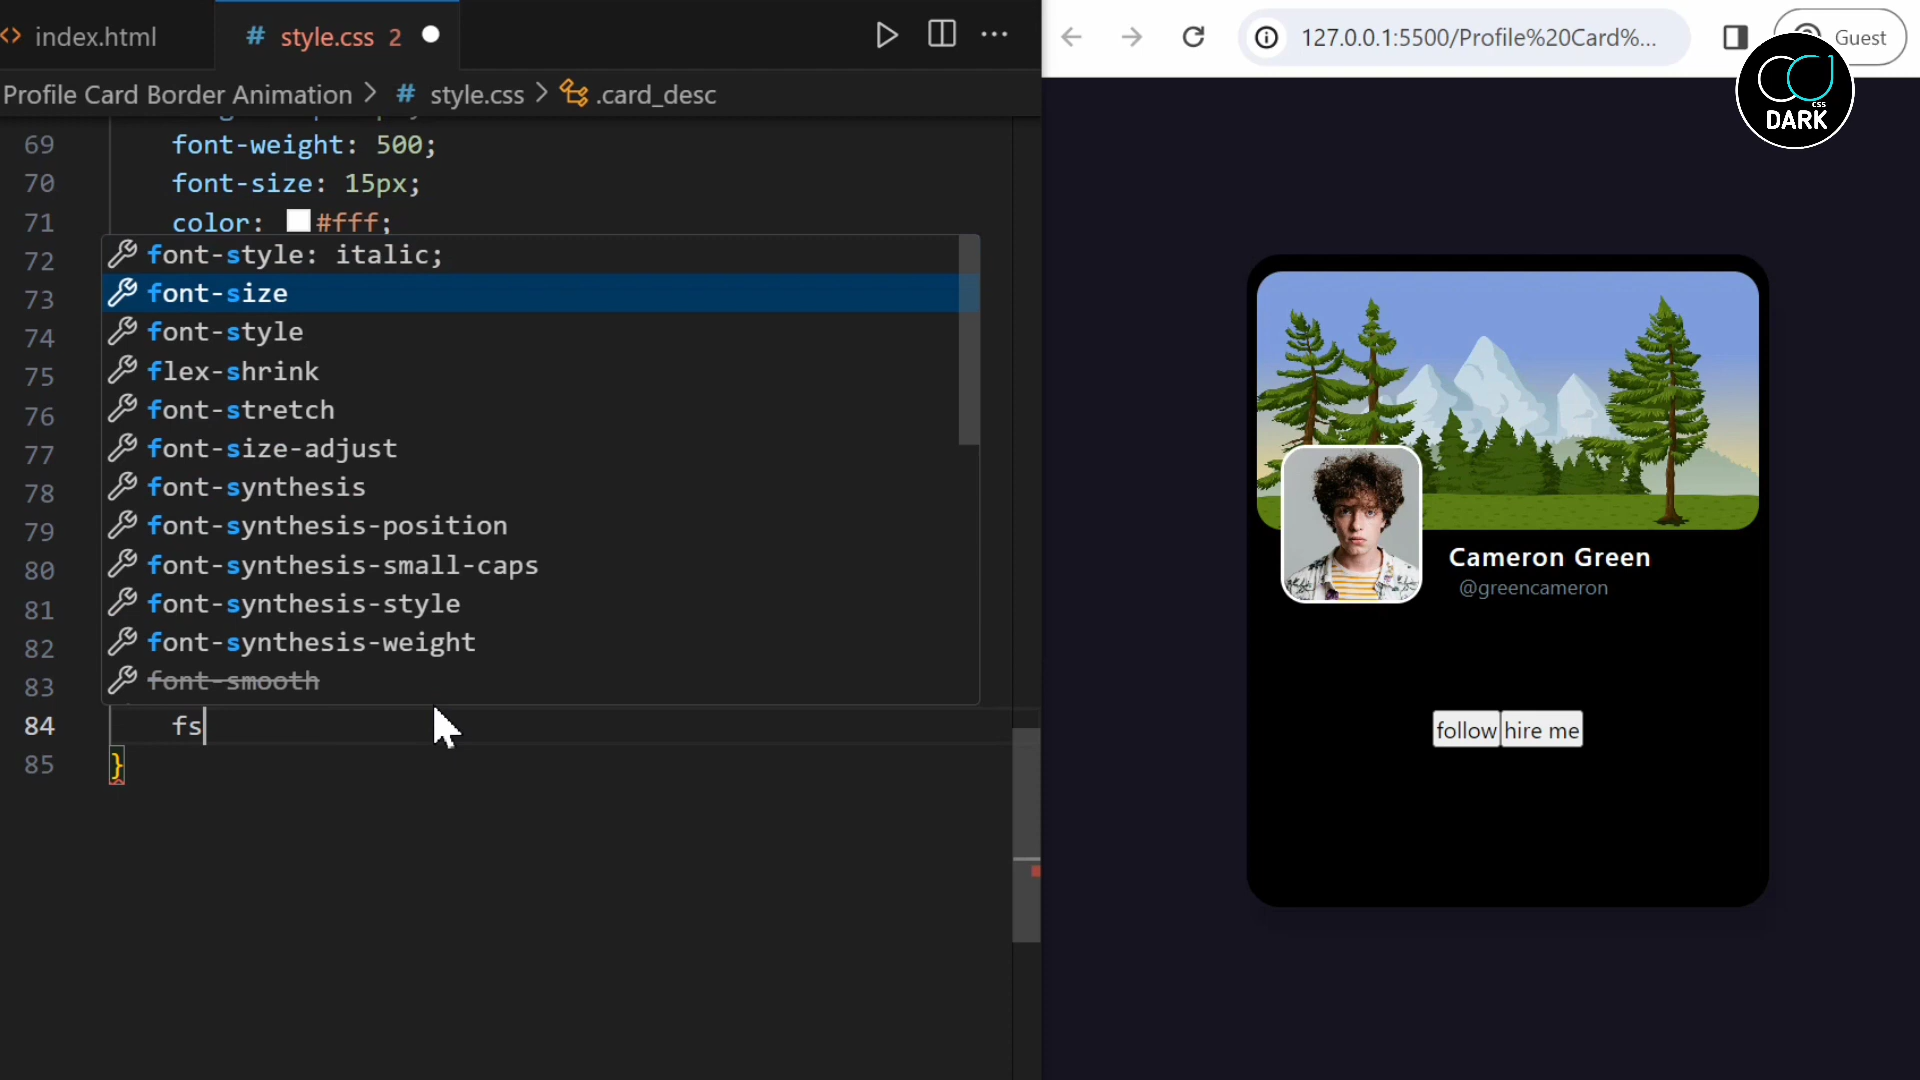 index.html
# style.css 2
Profile Card Border Animation > # style.css > .card_desc
69 font-weight: 500;
70 font-size: 15px;
71 color: #fff;
72
73
74
75
76
77
78
79
80
81
82
83
font-style: italic;
font-size
font-style
flex-shrink
font-stretch
font-size-adjust
font-synthesis
font-synthesis-position
font-synthesis-small-caps
font-synthesis-style
font-synthesis-weight
font-smooth
84 fs
85 }
127.0.0.1:5500/Profile%20Card%...
Guest
css
DARK
Cameron Green
@greencameron
follow hire me